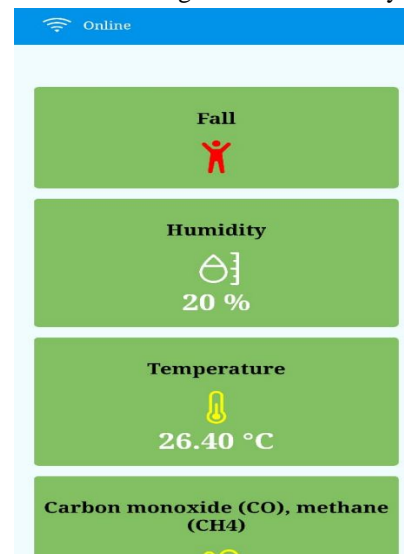 Online
Fall
Humidity
20 %
Temperature
26.40 °C
Carbon monoxide (CO), methane
(CH4)